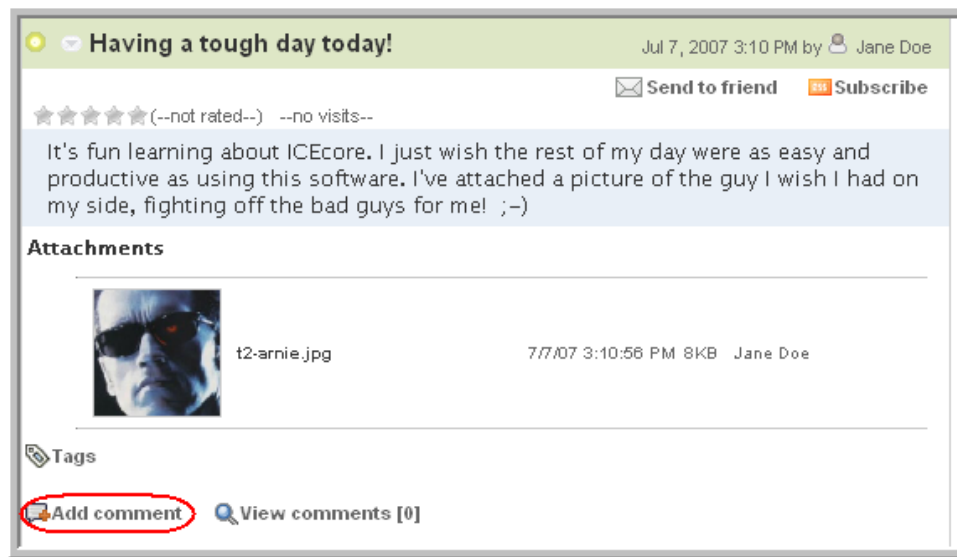 Having a tough day today! Jul 7, 2007 3:10 PM by Jane Doe
Send to friend Subscribe
(--not rated--) --no visits--
It's fun learning about ICEcore. I just wish the rest of my day were as easy and
productive as using this software. I've attached a picture of the guy I wish I had on
my side, fighting off the bad guys for me! ;-)
Attachments
t2-arnie.jpg 7/7/07 3:10:56 PM 8KB Jane Doe
Tags
Add comment View comments [0]